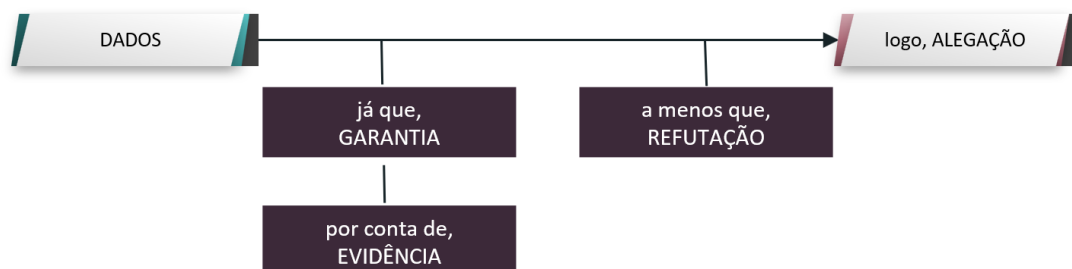 DADOS
logo, ALEGAÇÃO
já que,
GARANTIA
a menos que,
REFUTAÇÃO
por conta de,
EVIDÊNCIA